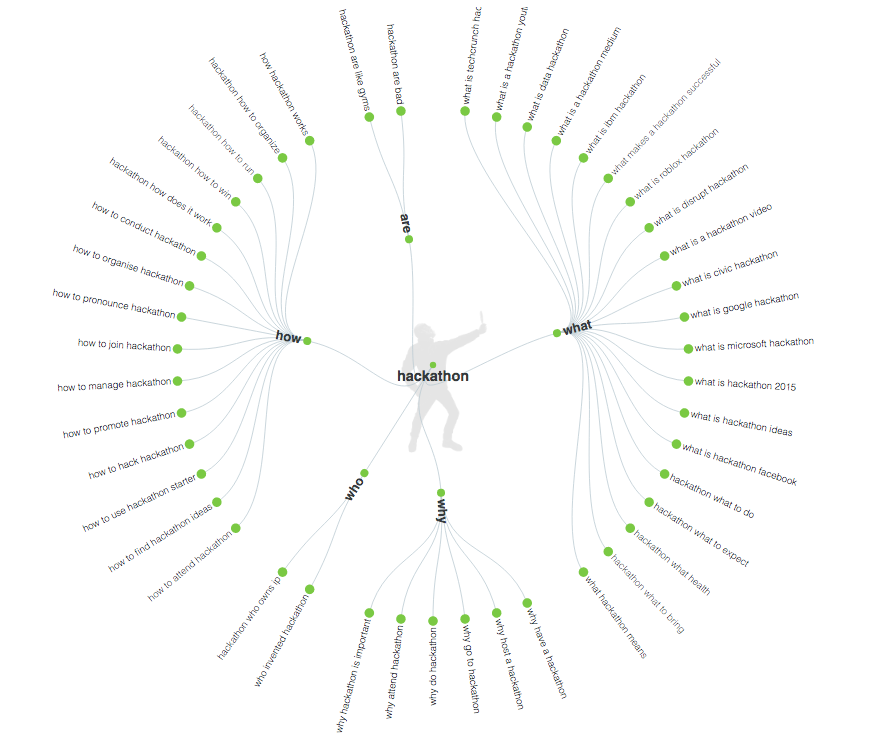 hackathon
are
hackathon are like gyms
hackathon are bad
what
what is techcrunch
what is a hackathon
what is data hackathon
what is a hackathon medium
what is ibm hackathon
what makes a hackathon successful
what is roblox hackathon
what is disrupt hackathon
what is a hackathon video
what is civic hackathon
what is google hackathon
what is microsoft hackathon
what is hackathon 2015
what is hackathon ideas
what is hackathon facebook
hackathon what to do
hackathon what to expect
hackathon what health
hackathon what to bring
what hackathon means
why
why have a hackathon
why host a hackathon
why go to hackathon
why do hackathon
why attend hackathon
why hackathon is important
who
who invented hackathon
hackathon who owns ip
how
how to attend hackathon
how to find hackathon ideas
how to use hackathon starter
how to hack hackathon
how to promote hackathon
how to manage hackathon
how to join hackathon
how to pronounce hackathon
how to organise hackathon
how to conduct hackathon
hackathon how does it work
hackathon how to win
hackathon how to run
hackathon how to organize
how hackathon works